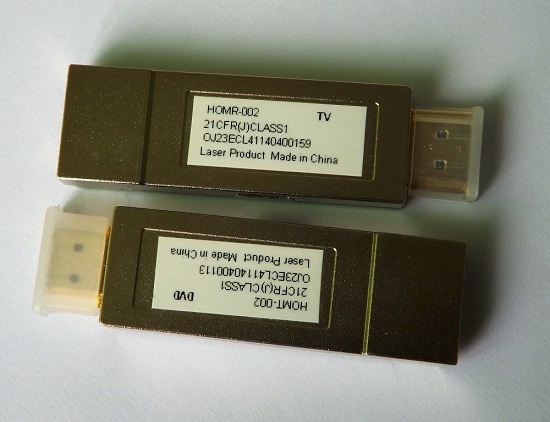 HOMR-002 TV
21CFR(J)CLASS1
OJ23ECL41140400159
Laser Product Made in China
HOMT-002 DVD
21CFR(J)CLASS1
OJ23ECL41140400113
Laser Product Made in China